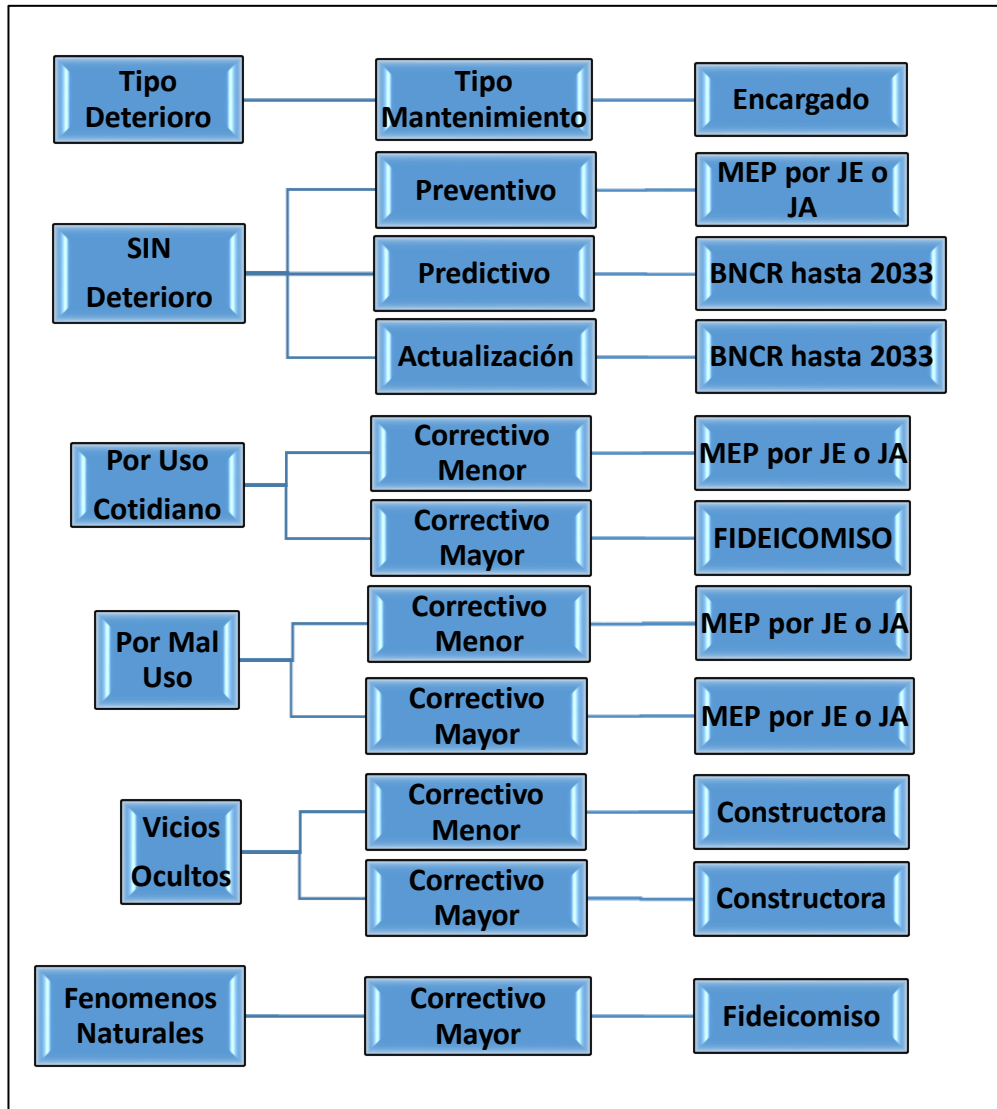 Tipo
Deterioro
Tipo
Mantenimiento
Encargado
SIN
Deterioro
Preventivo
MEP por JE o
JA
Predictivo
BNCR hasta 2033
Actualización
BNCR hasta 2033
Por Uso
Cotidiano
Correctivo
Menor
MEP por JE o JA
Correctivo
Mayor
FIDEICOMISO
Por Mal
Uso
Correctivo
Menor
MEP por JE o JA
Correctivo
Mayor
MEP por JE o JA
Vicios
Ocultos
Correctivo
Menor
Constructora
Correctivo
Mayor
Constructora
Fenomenos
Naturales
Correctivo
Mayor
Fideicomiso